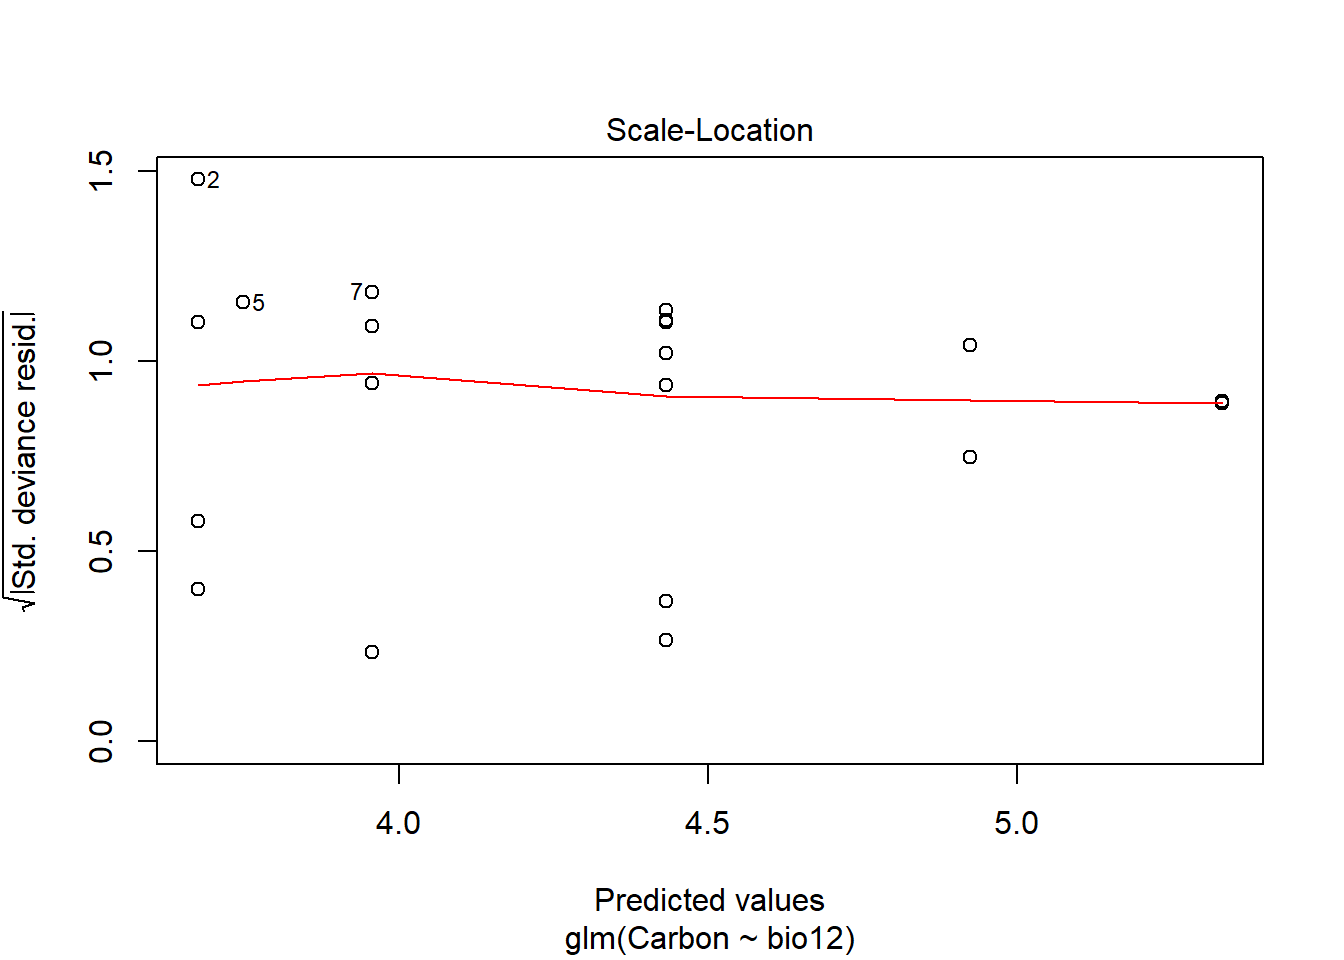 Scale-Location
√|Std. deviance resid.|
1.5
1.0
0.5
0.0
2
5
7
4.0 4.5 5.0
Predicted values
glm(Carbon ~ bio12)